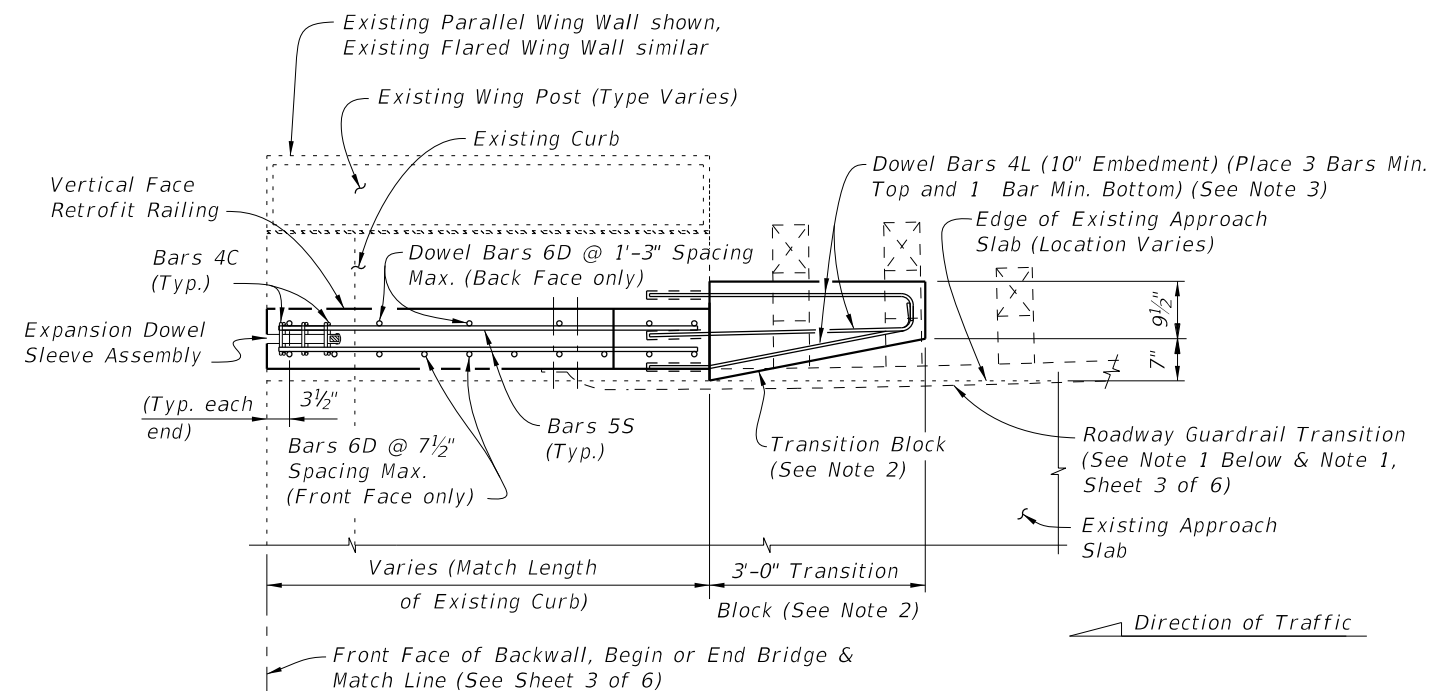 Existing Parallel Wing Wall shown,
Existing Flared Wing Wall similar
Existing Wing Post (Type Varies)
Existing Curb
Vertical Face
Retrofit Railing
Bars 4C
(Typ.)
Expansion Dowel
Sleeve Assembly
Dowel Bars 6D @ 1'-3" Spacing
Max. (Back Face only)
Dowel Bars 4L (10" Embedment) (Place 3 Bars Min.
Top and 1 Bar Min. Bottom) (See Note 3)
Edge of Existing Approach
Slab (Location Varies)
9½"
7"
(Typ. each
end)
3½"
Bars 6D @ 7½"
Spacing Max.
(Front Face only)
Bars 5S
(Typ.)
Transition Block
(See Note 2)
Roadway Guardrail Transition
(See Note 1 Below & Note 1,
Sheet 3 of 6)
Existing Approach
Slab
Varies (Match Length
of Existing Curb)
3'-0" Transition
Block (See Note 2)
Direction of Traffic
Front Face of Backwall, Begin or End Bridge &
Match Line (See Sheet 3 of 6)